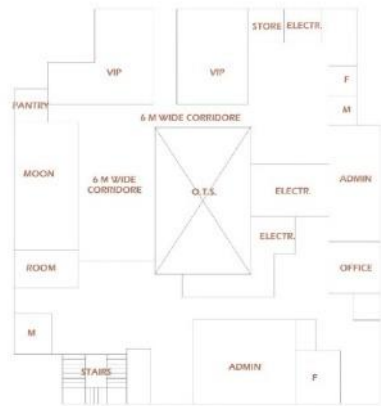 STORE ELECTR.
VIP
VIP
F
PANTRY
M
6 M WIDE CORRIDORE
MOON
6 M WIDE
CORRIDORE
O.T.S.
ELECTR.
ADMIN
ELECTR.
ROOM
OFFICE
M
STAIRS
ADMIN
F